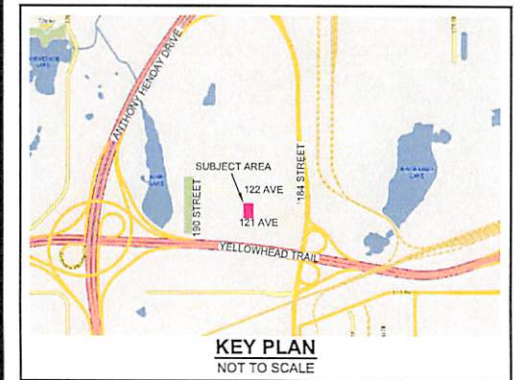 ANTHONY HENDAY DRIVE
SUBJECT AREA
184 STREET
190 STREET
122 AVE
121 AVE
YELLOWHEAD TRAIL
KEY PLAN
NOT TO SCALE